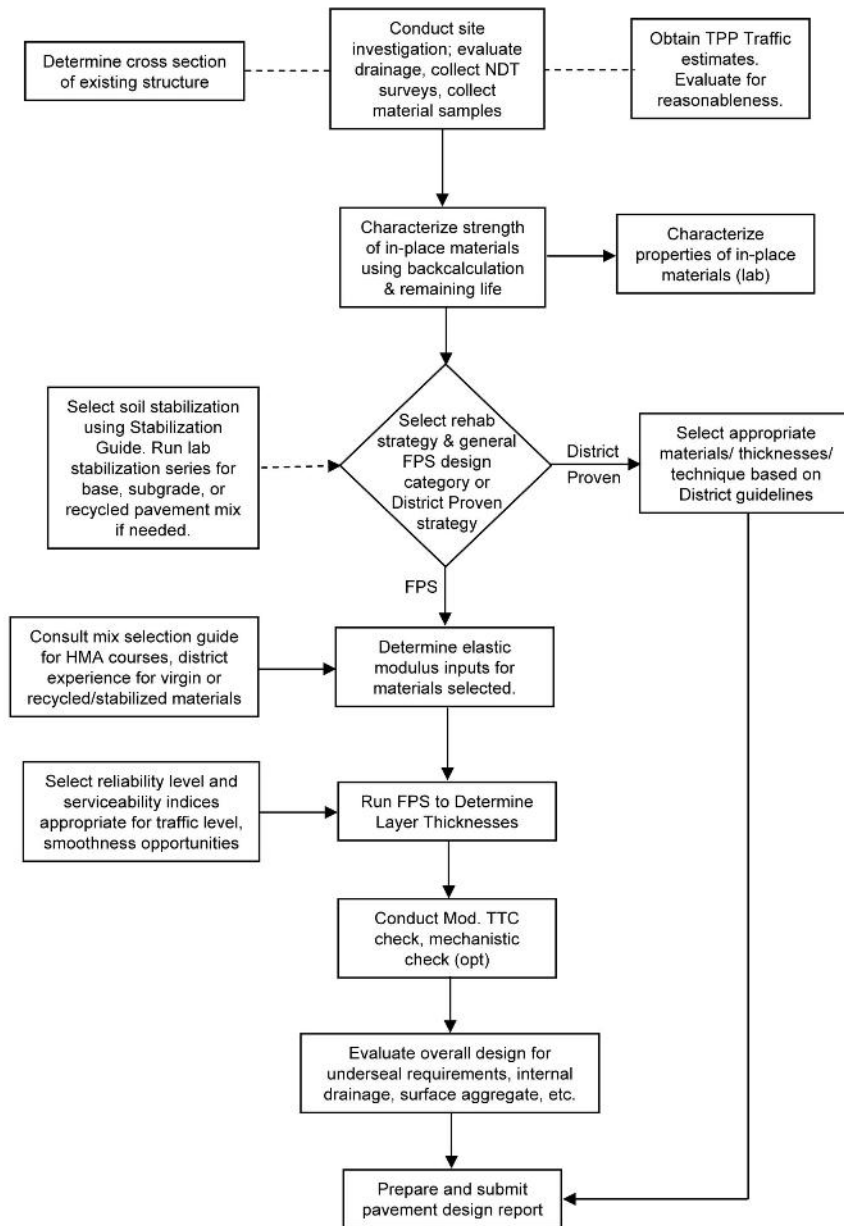 Conduct site
investigation; evaluate
drainage, collect NDT
surveys, collect
material samples
Determine cross section
of existing structure
Obtain TPP Traffic
estimates.
Evaluate for
reasonableness.
Characterize strength
of in-place materials
using backcalculation
& remaining life
Characterize
properties of in-place
materials (lab)
Select soil stabilization
using Stabilization
Guide. Run lab
stabilization series for
base, subgrade, or
recycled pavement mix
if needed.
Select rehab
strategy & general
FPS design
category or
District Proven
strategy
District
Proven
Select appropriate
materials/ thicknesses/
technique based on
District guidelines
FPS
Consult mix selection guide
for HMA courses, district
experience for virgin or
recycled/stabilized materials
Determine elastic
modulus inputs for
materials selected.
Select reliability level and
serviceability indices
appropriate for traffic level,
smoothness opportunities
Run FPS to Determine
Layer Thicknesses
Conduct Mod. TTC
check, mechanistic
check (opt)
Evaluate overall design for
underseal requirements, internal
drainage, surface aggregate, etc.
Prepare and submit
pavement design report